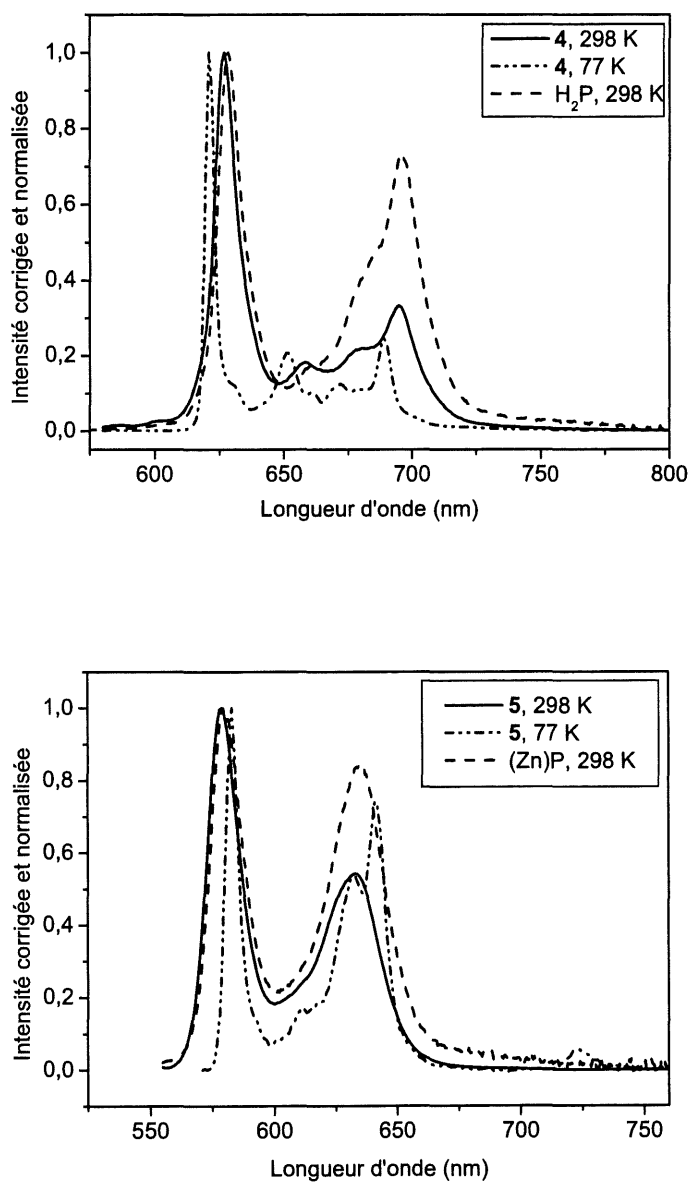 4, 298 K
4, 77 K
H₂P, 298 K
1,0
0,8
0,6
0,4
0,2
0,0
Intensité corrigée et normalisée
600
650
700
750
800
Longueur d'onde (nm)
5, 298 K
5, 77 K
(Zn)P, 298 K
1,0
0,8
0,6
0,4
0,2
0,0
Intensité corrigée et normalisée
550
600
650
700
750
Longueur d'onde (nm)